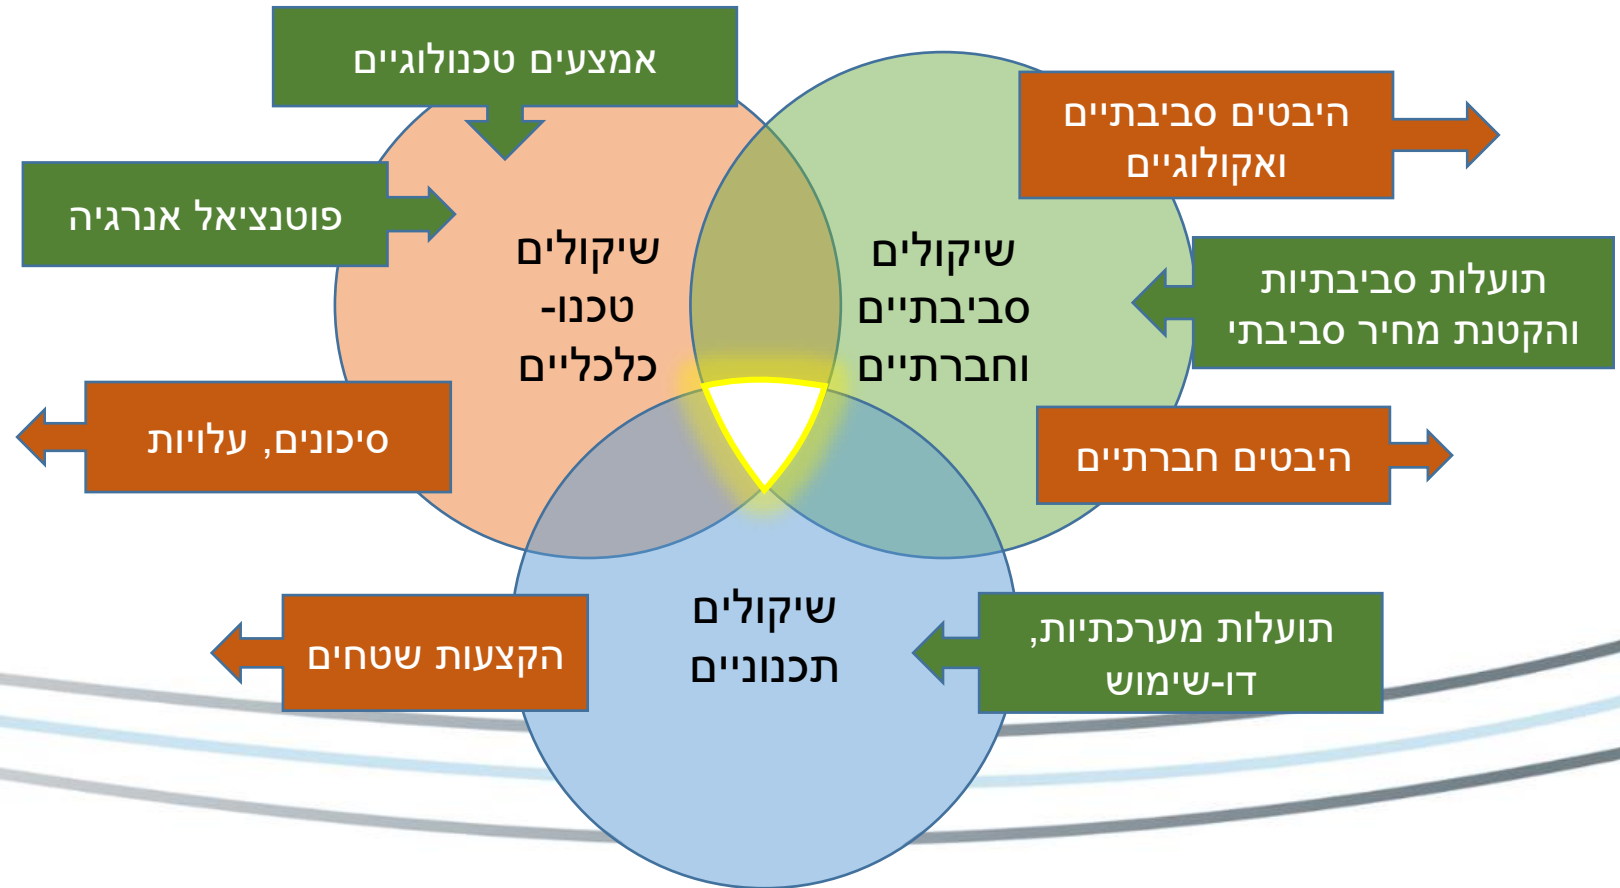 אמצעים טכנולוגיים
היבטים סביבתיים
ואקולוגיים
פוטנציאל אנרגיה
שיקולים
סביבתיים
וחברתיים
שיקולים
טכנו-
כלכליים
תועלות סביבתיות
והקטנת מחיר סביבתי
היבטים חברתיים
סיכונים, עלויות
שיקולים
תכנוניים
תועלות מערכתיות,
דו-שימוש
הקצעות שטחים